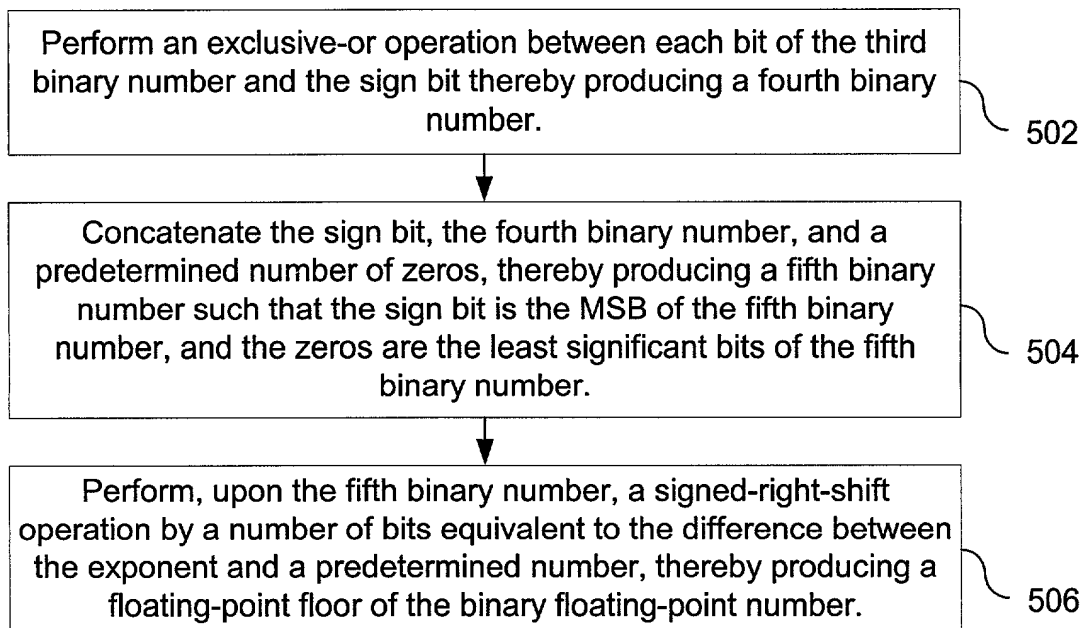 Perform an exclusive-or operation between each bit of the third
binary number and the sign bit thereby producing a fourth binary
number.
502
Concatenate the sign bit, the fourth binary number, and a
predetermined number of zeros, thereby producing a fifth binary
number such that the sign bit is the MSB of the fifth binary
number, and the zeros are the least significant bits of the fifth
binary number.
504
Perform, upon the fifth binary number, a signed-right-shift
operation by a number of bits equivalent to the difference between
the exponent and a predetermined number, thereby producing a
floating-point floor of the binary floating-point number.
506